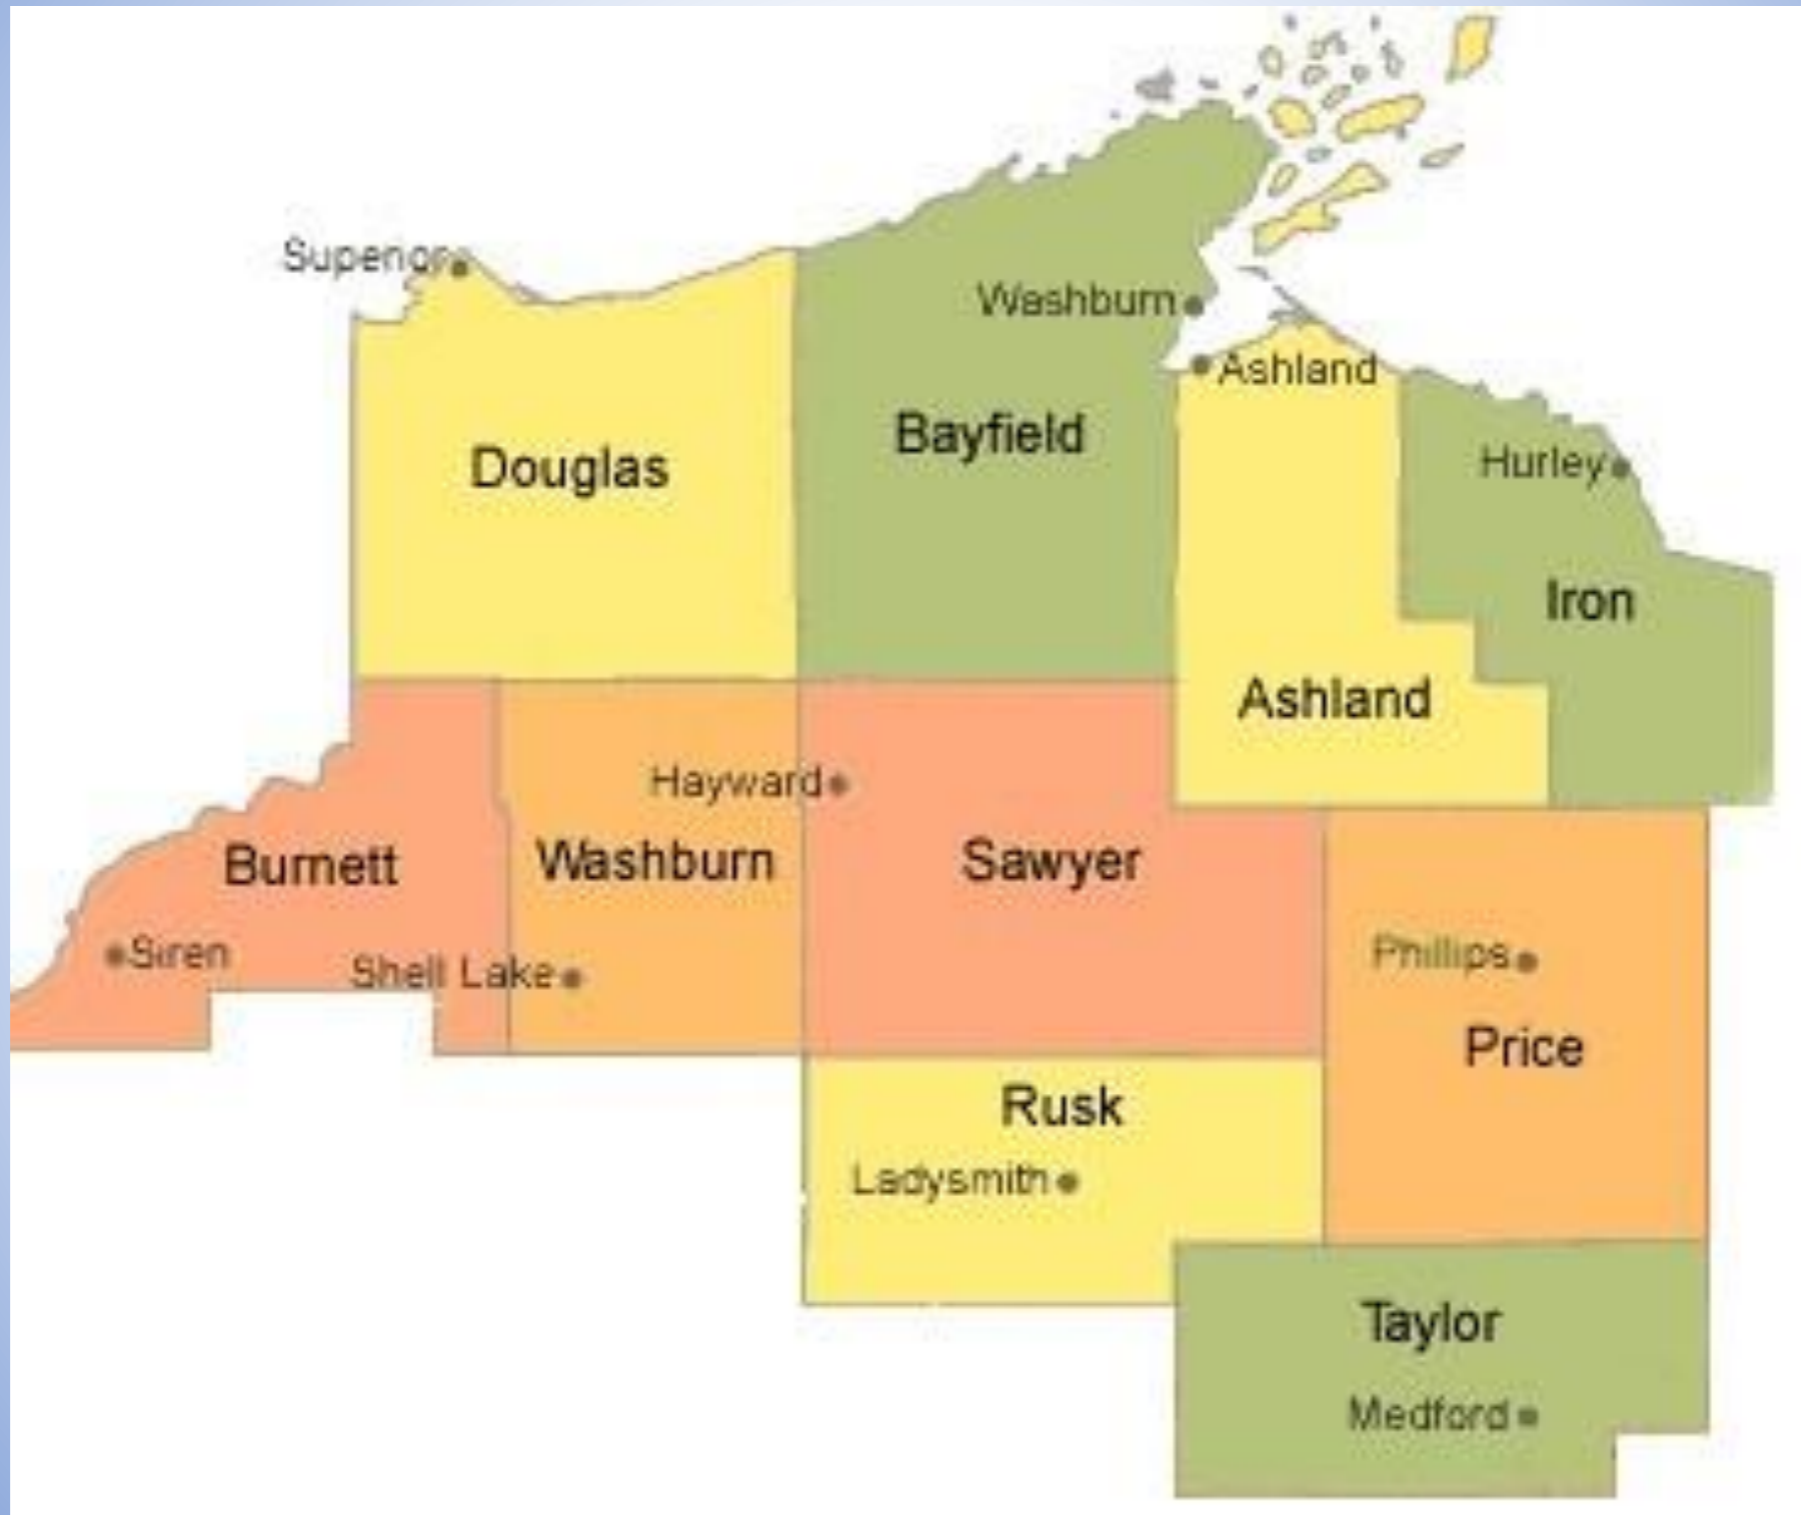 Superior
Washburn
Ashland
Bayfield
Douglas
Hurley
Iron
Ashland
Hayward
Burnett
Washburn
Sawyer
Siren
Shell Lake
Phillips
Price
Rusk
Ladysmith
Taylor
Medford